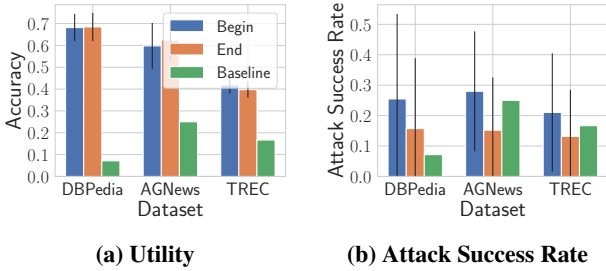 Accuracy
0.7
0.6
0.5
0.4
0.3
0.2
0.1
0.0
Begin
End
Baseline
DBPedia AGNews TREC
Dataset
(a) Utility
Attack Success Rate
0.5
0.4
0.3
0.2
0.1
0.0
DBPedia AGNews TREC
Dataset
(b) Attack Success Rate